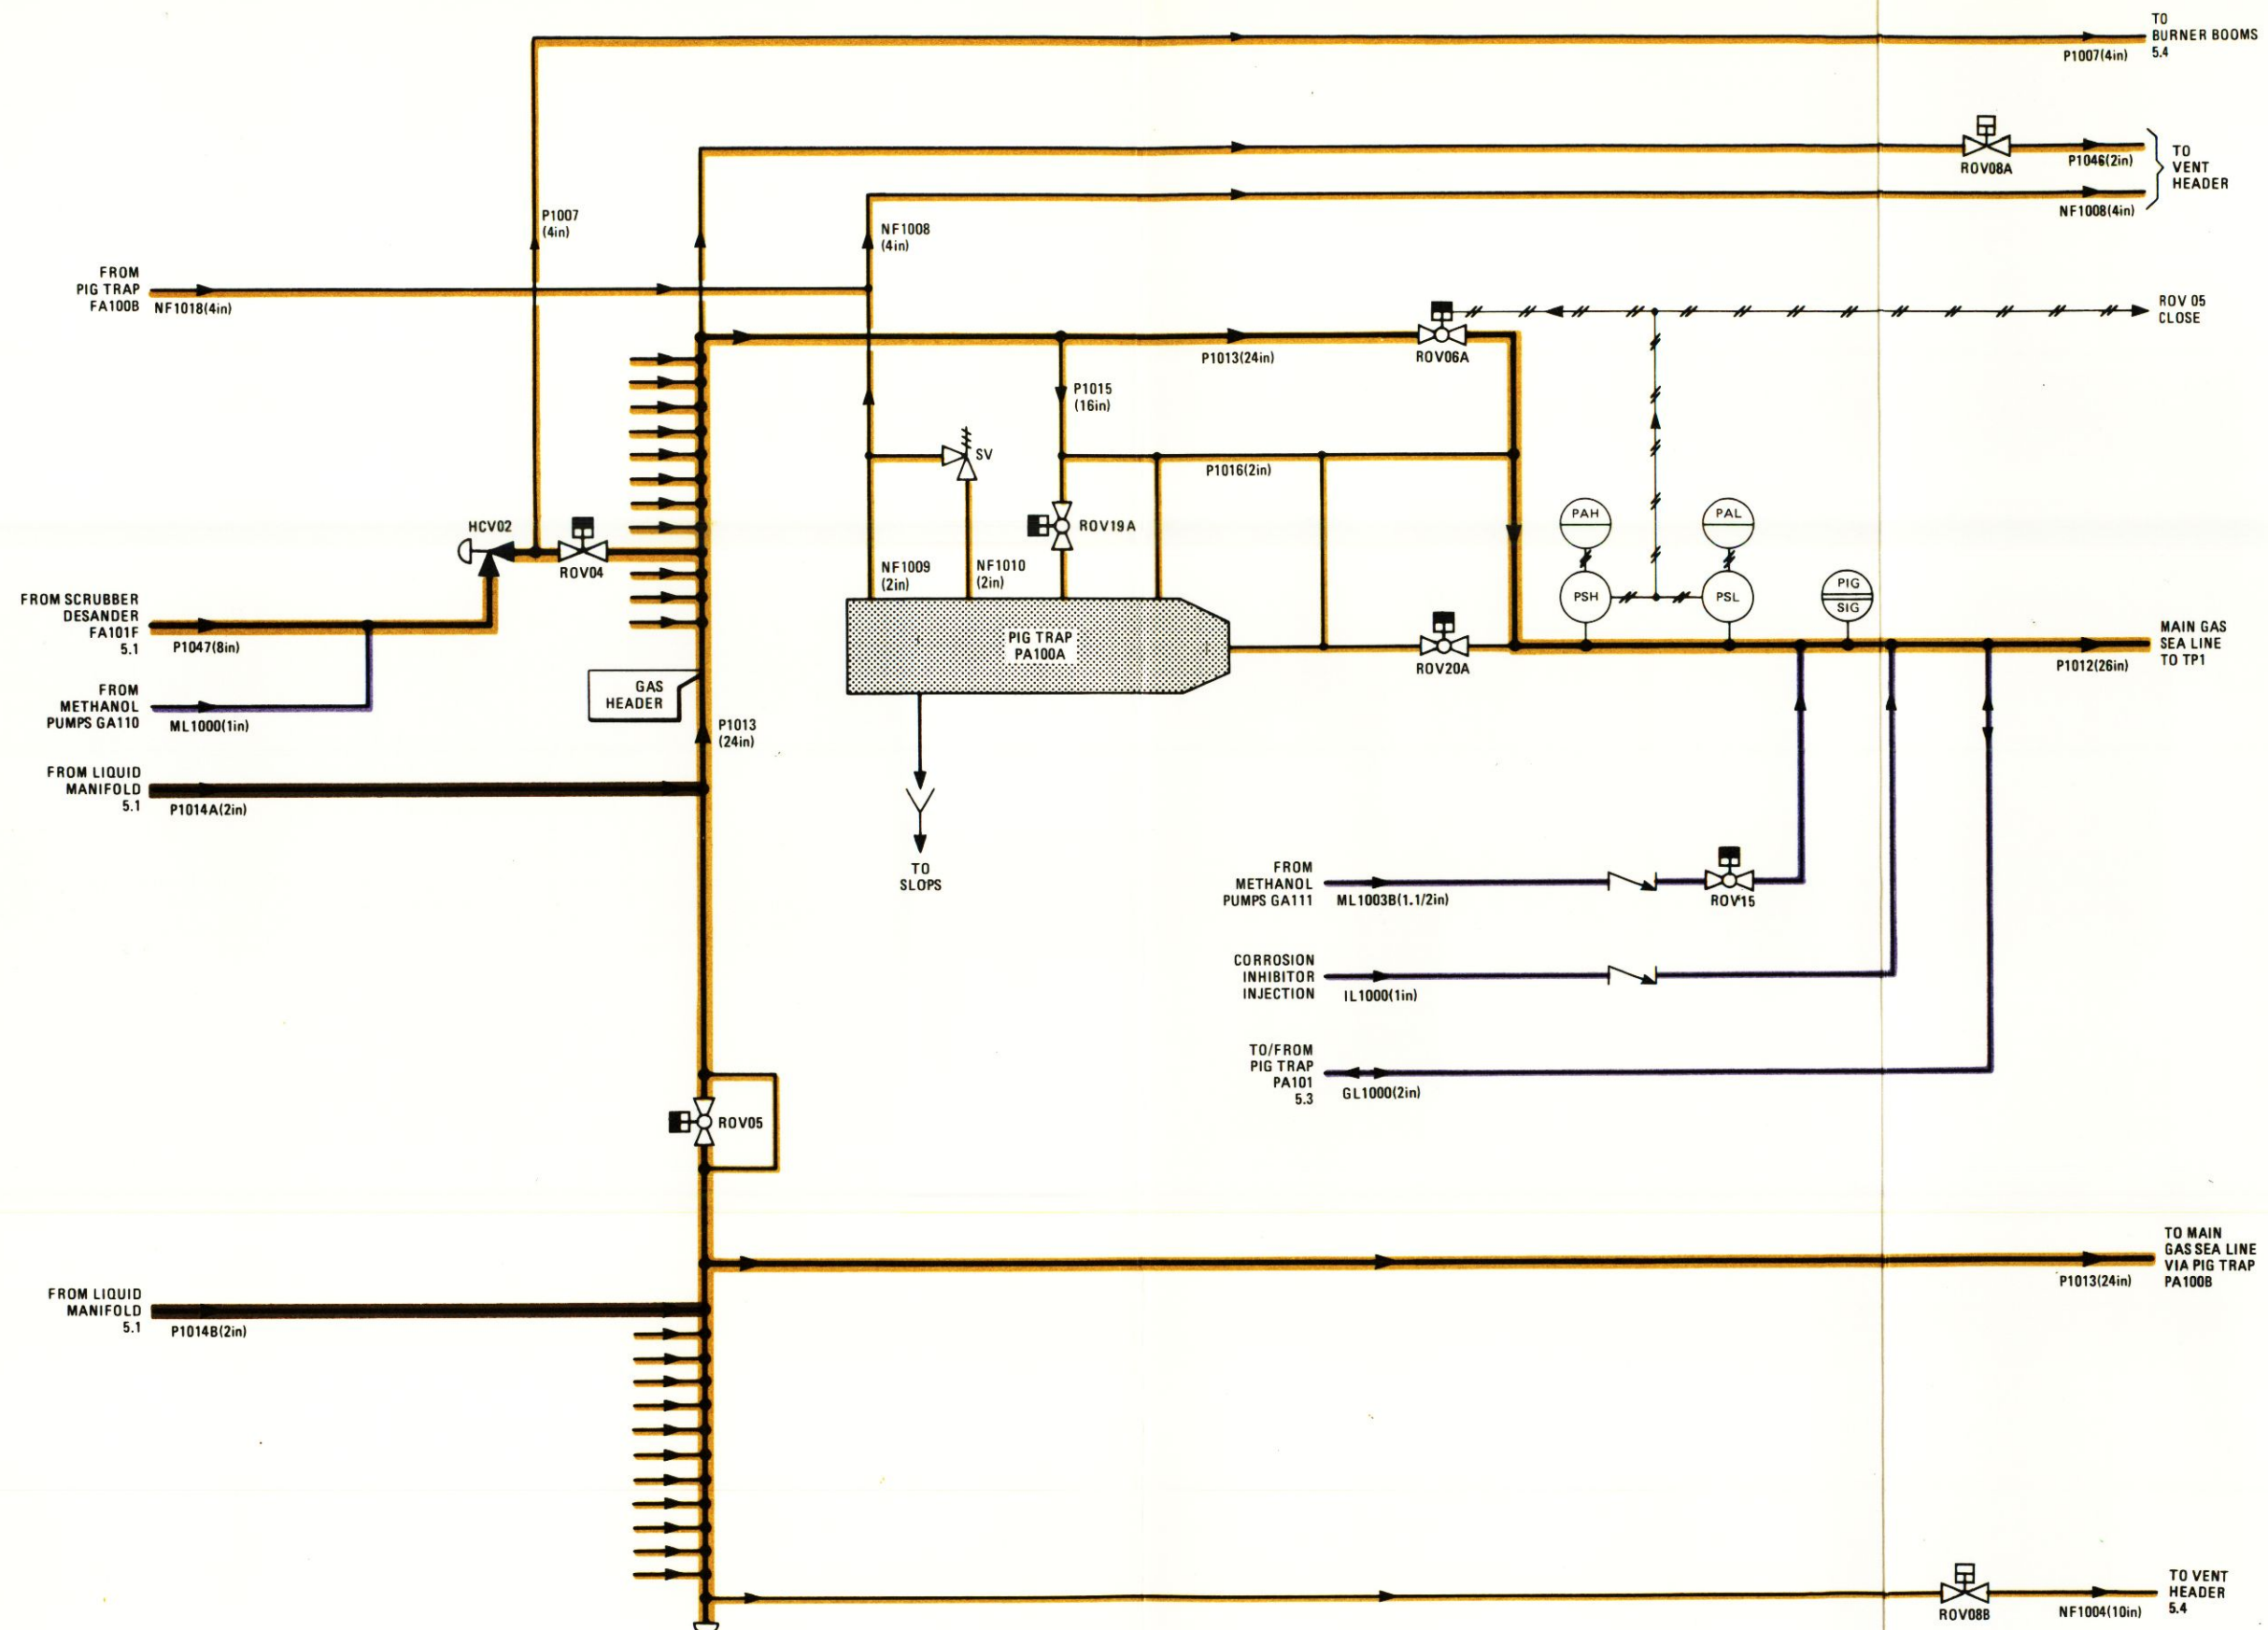 TO
BURNER BOOMS
5.4
P1007(4in)
ROV08A
P1046(2in)
TO
VENT
HEADER
NF1008(4in)
P1007
(4in)
NF1008
(4in)
FROM
PIG TRAP
FA100B
NF1018(4in)
ROV 05
CLOSE
P1013(24in)
ROV06A
P1015
(16in)
SV
P1016(2in)
HCV02
ROV04
ROV19A
PAH
PAL
NF1009
(2in)
NF1010
(2in)
PSH
PSL
PIG
SIG
FROM SCRUBBER
DESANDER
FA101F
5.1
P1047(8in)
PIG TRAP
PA100A
ROV20A
MAIN GAS
SEA LINE
TO TP1
P1012(26in)
FROM
METHANOL
PUMPS GA110
ML1000(1in)
GAS
HEADER
P1013
(24in)
FROM LIQUID
MANIFOLD
5.1
P1014A(2in)
TO
SLOPS
FROM
METHANOL
PUMPS GA111
ML1003B(1.1/2in)
ROV15
CORROSION
INHIBITOR
INJECTION
IL1000(1in)
TO/FROM
PIG TRAP
PA101
5.3
GL1000(2in)
ROV05
TO MAIN
GAS SEA LINE
VIA PIG TRAP
PA100B
P1013(24in)
FROM LIQUID
MANIFOLD
5.1
P1014B(2in)
ROV08B
NF1004(10in)
TO VENT
HEADER
5.4